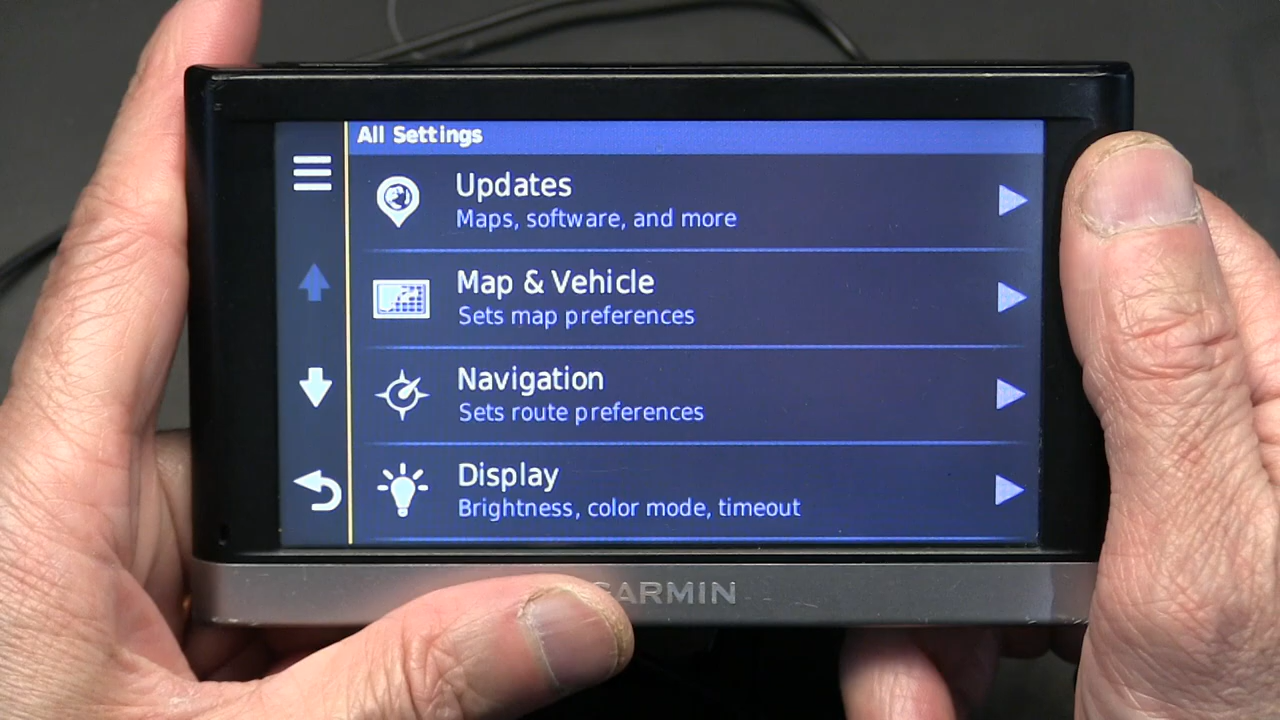 All Settings
Updates
Maps, software, and more
Map & Vehicle
Sets map preferences
Navigation
Sets route preferences
Display
Brightness, color mode, timeout
GARMIN